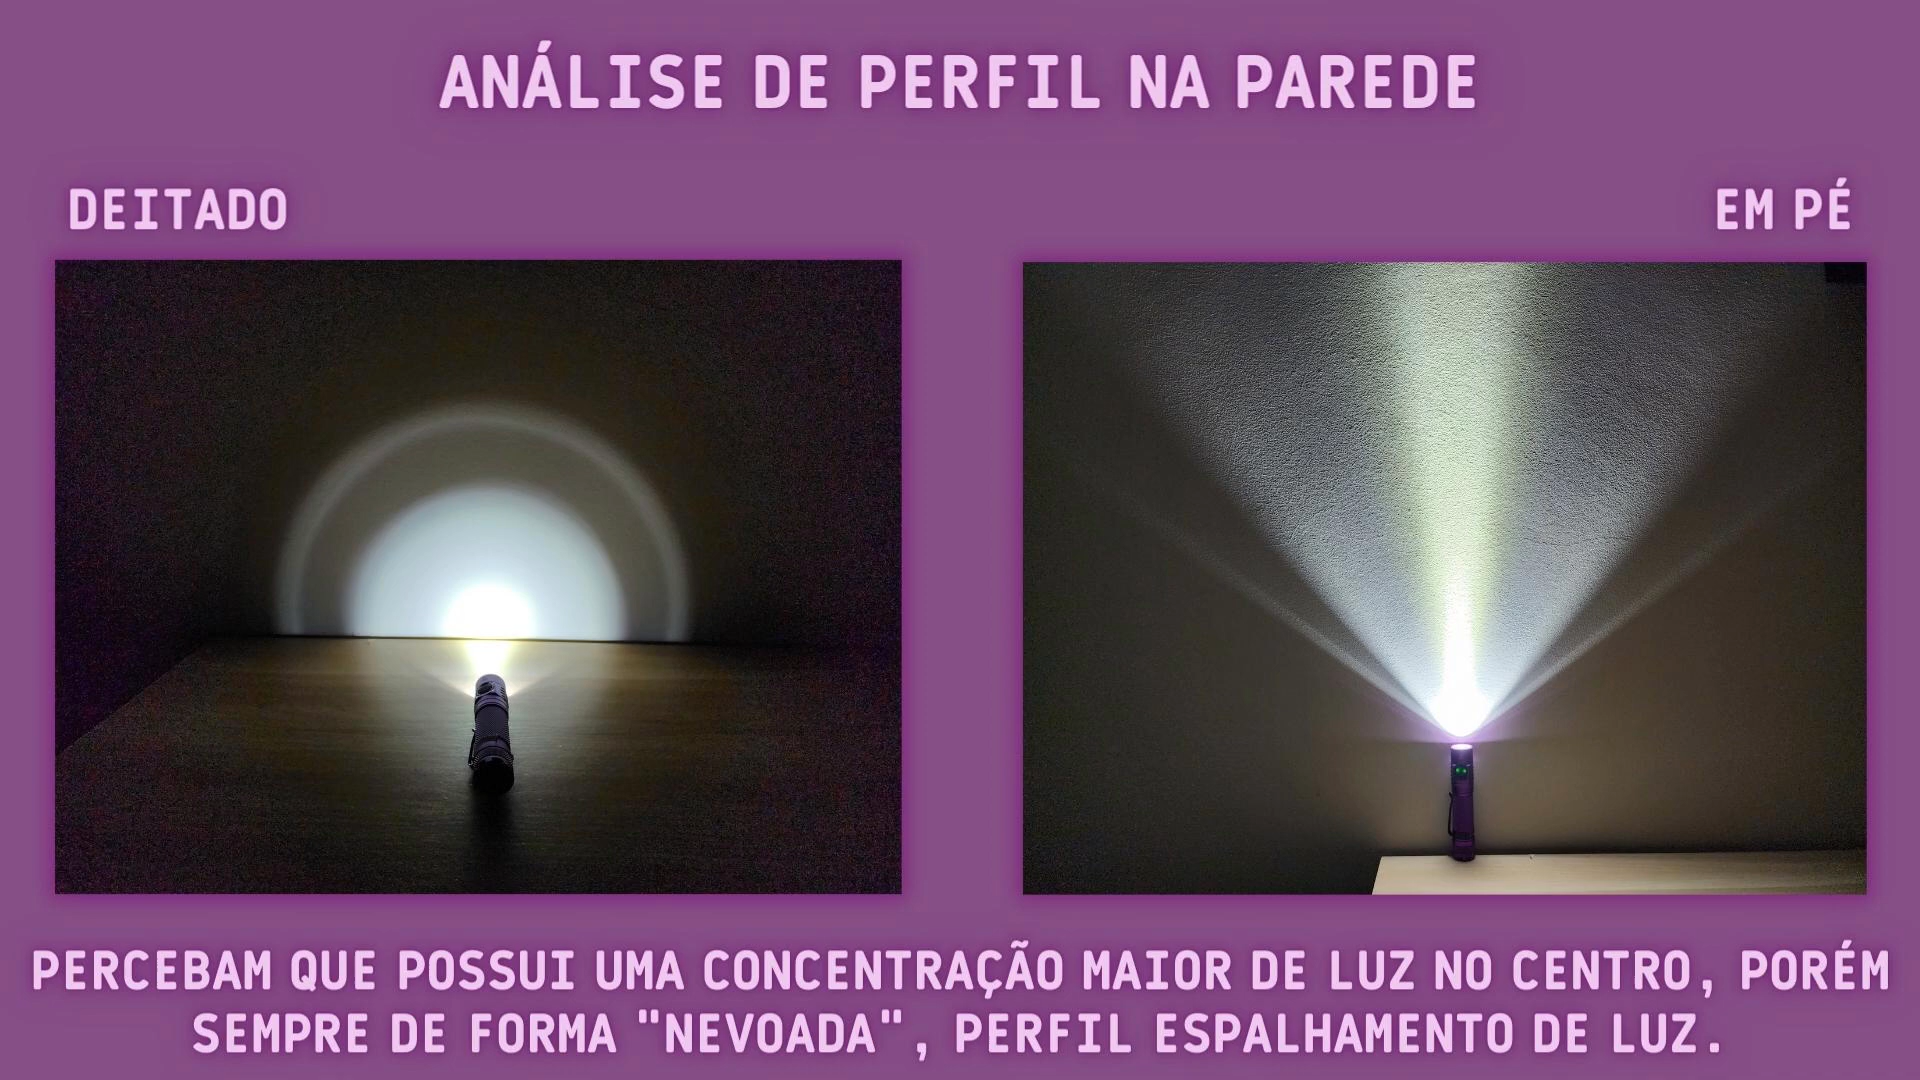 ANÁLISE DE PERFIL NA PAREDE
DEITADO
EM PÉ
PERCEBAM QUE POSSUI UMA CONCENTRAÇÃO MAIOR DE LUZ NO CENTRO, PORÉM
SEMPRE DE FORMA "NEVOADA", PERFIL ESPALHAMENTO DE LUZ.